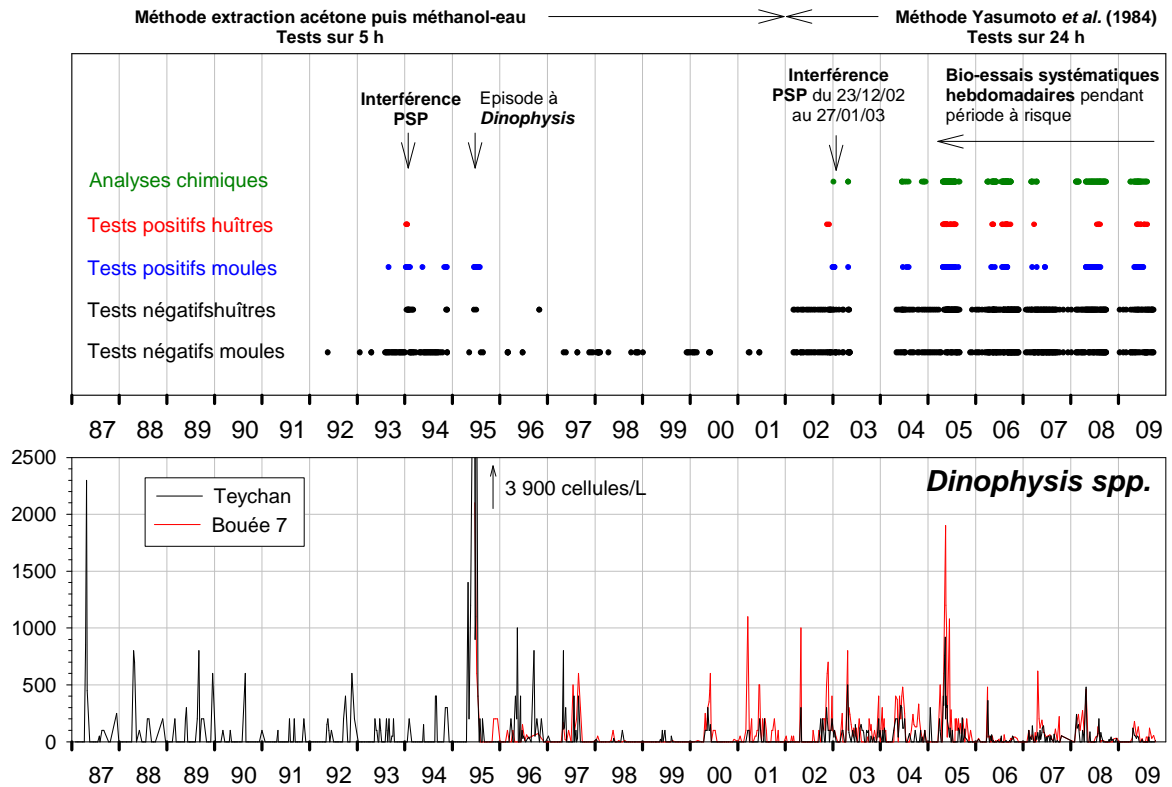 Méthode extraction acétone puis méthanol-eau
Tests sur 5 h
Méthode Yasumoto et al. (1984)
Tests sur 24 h
Interférence
PSP
Episode à
Dinophysis
Interférence
PSP du 23/12/02
au 27/01/03
Bio-essais systématiques
hebdomadaires pendant
période à risque
Analyses chimiques
Tests positifs huîtres
Tests positifs moules
Tests négatifshuîtres
Tests négatifs moules
87 88 89 90 91 92 93 94 95 96 97 98 99 00 01 02 03 04 05 06 07 08 09
2500
2000
1500
1000
500
0
Teychan
Bouée 7
3 900 cellules/L
Dinophysis spp.
87 88 89 90 91 92 93 94 95 96 97 98 99 00 01 02 03 04 05 06 07 08 09